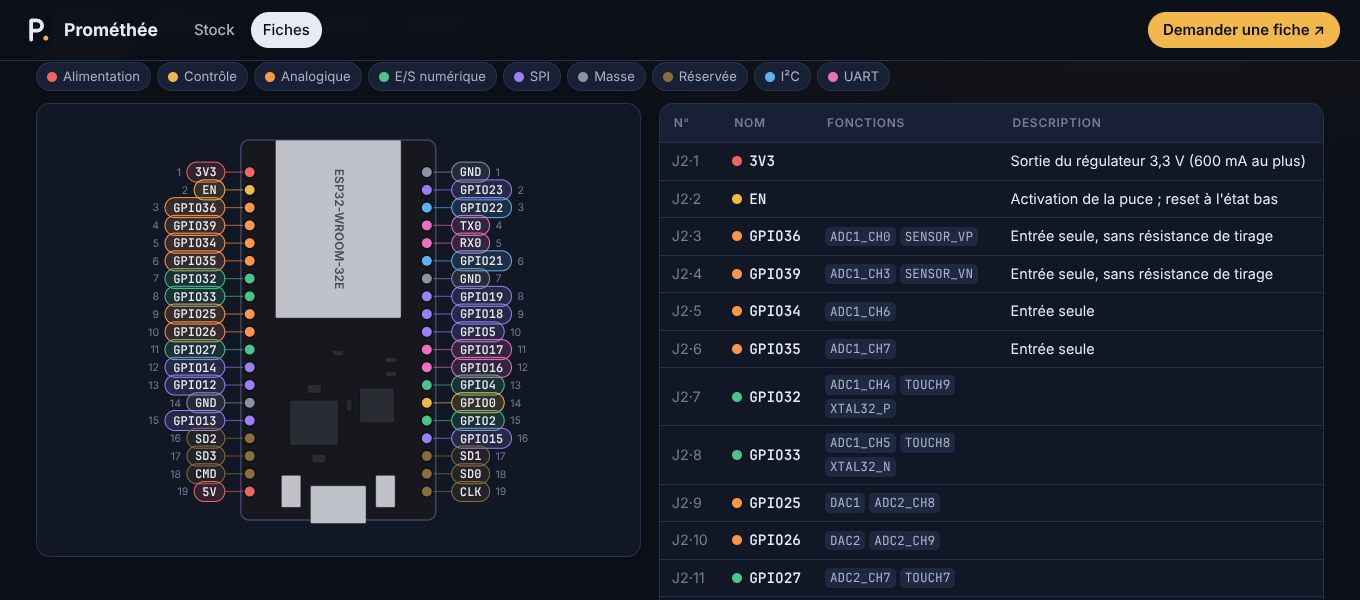 P. Prométhée Stock Fiches Demander une fiche ↗
Alimentation Contrôle Analogique E/S numérique SPI Masse Réservée I²C UART
1 3V3
2 EN
3 GPIO36
4 GPIO39
5 GPIO34
6 GPIO35
7 GPIO32
8 GPIO33
9 GPIO25
10 GPIO26
11 GPIO27
12 GPIO14
13 GPIO12
14 GND
15 GPIO13
16 SD2
17 SD3
18 CMD
19 5V
ESP32-WROOM-32E
GND 1
GPIO23 2
GPIO22 3
TX0 4
RX0 5
GPIO21 6
GND 7
GPIO19 8
GPIO18 9
GPIO5 10
GPIO17 11
GPIO16 12
GPIO4 13
GPIO0 14
GPIO2 15
GPIO15 16
SD1 17
SD0 18
CLK 19
N° NOM FONCTIONS DESCRIPTION
J2·1 3V3 Sortie du régulateur 3,3 V (600 mA au plus)
J2·2 EN Activation de la puce ; reset à l'état bas
J2·3 GPIO36 ADC1_CH0 SENSOR_VP Entrée seule, sans résistance de tirage
J2·4 GPIO39 ADC1_CH3 SENSOR_VN Entrée seule, sans résistance de tirage
J2·5 GPIO34 ADC1_CH6 Entrée seule
J2·6 GPIO35 ADC1_CH7 Entrée seule
J2·7 GPIO32 ADC1_CH4 TOUCH9
XTAL32_P
J2·8 GPIO33 ADC1_CH5 TOUCH8
XTAL32_N
J2·9 GPIO25 DAC1 ADC2_CH8
J2·10 GPIO26 DAC2 ADC2_CH9
J2·11 GPIO27 ADC2_CH7 TOUCH7